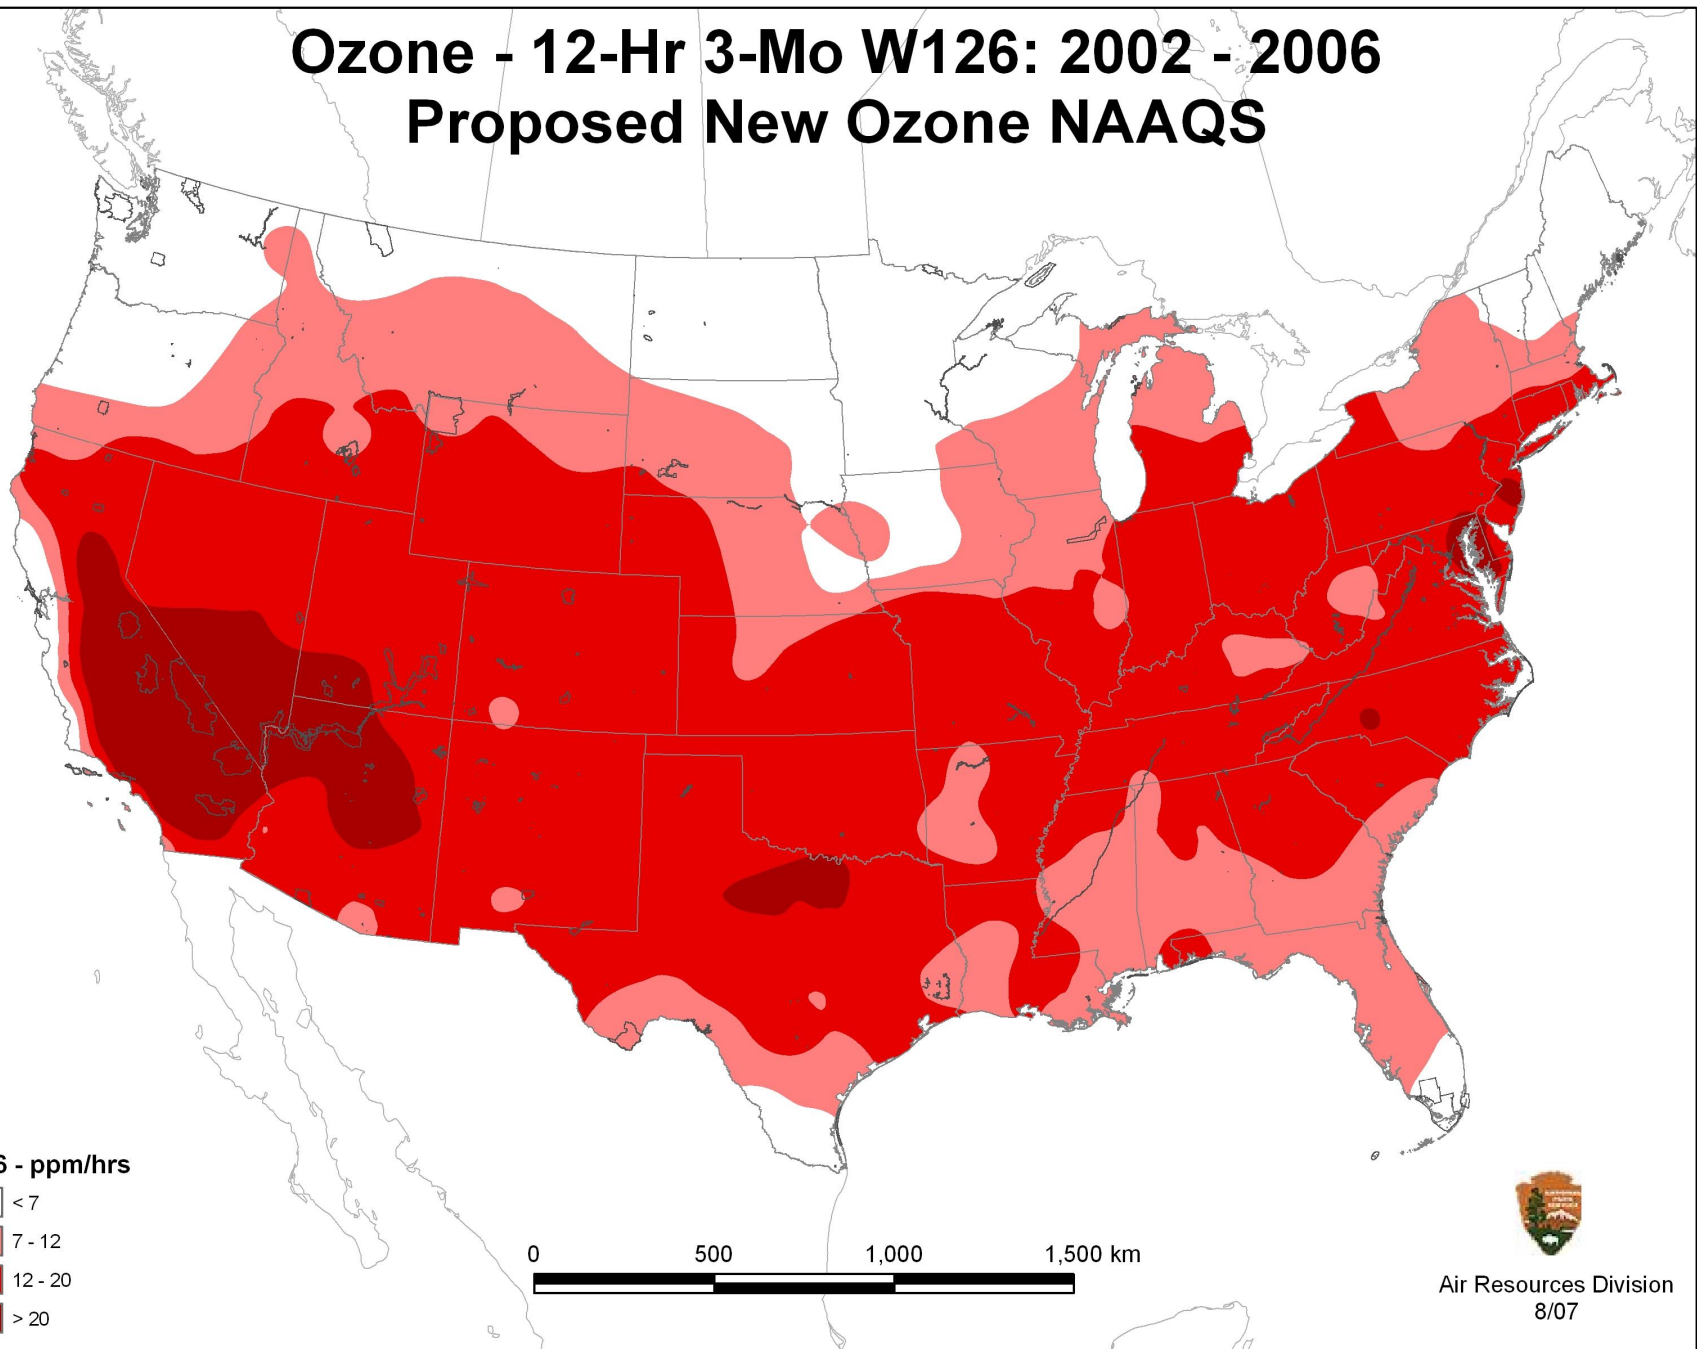 Ozone - 12-Hr 3-Mo W126: 2002 - 2006
Proposed New Ozone NAAQS
6 - ppm/hrs
< 7
7 - 12
12 - 20
> 20
0 500 1,000 1,500 km
Air Resources Division
8/07